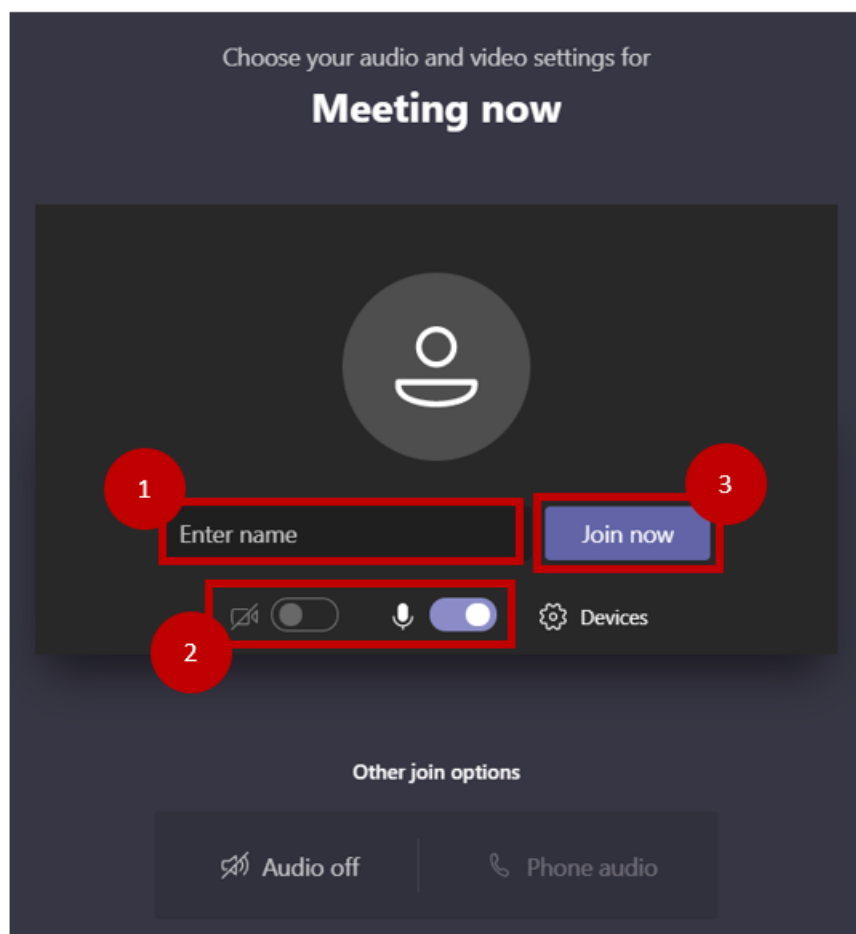 Choose your audio and video settings for
Meeting now
1
3
Enter name
Join now
Devices
2
Other join options
Audio off
Phone audio